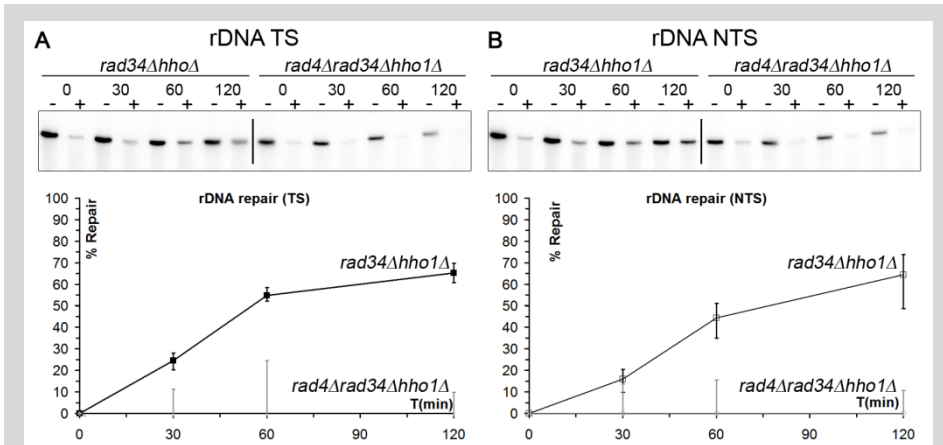 A
rDNA TS
rad34ΔhhoΔ
rad4Δrad34Δhho1Δ
0 30 60 120 0 30 60 120
- + - + - + - + - + - + - + - +
rDNA repair (TS)
% Repair
100
90
80
70
60
50
40
30
20
10
0
rad34Δhho1Δ
rad4Δrad34Δhho1Δ
T(min)
0 30 60 90 120
B
rDNA NTS
rad34Δhho1Δ
rad4Δrad34Δhho1Δ
0 30 60 120 0 30 60 120
- + - + - + - + - + - + - + - +
rDNA repair (NTS)
% Repair
100
90
80
70
60
50
40
30
20
10
0
rad34Δhho1Δ
rad4Δrad34Δhho1Δ
T(min)
0 30 60 90 120